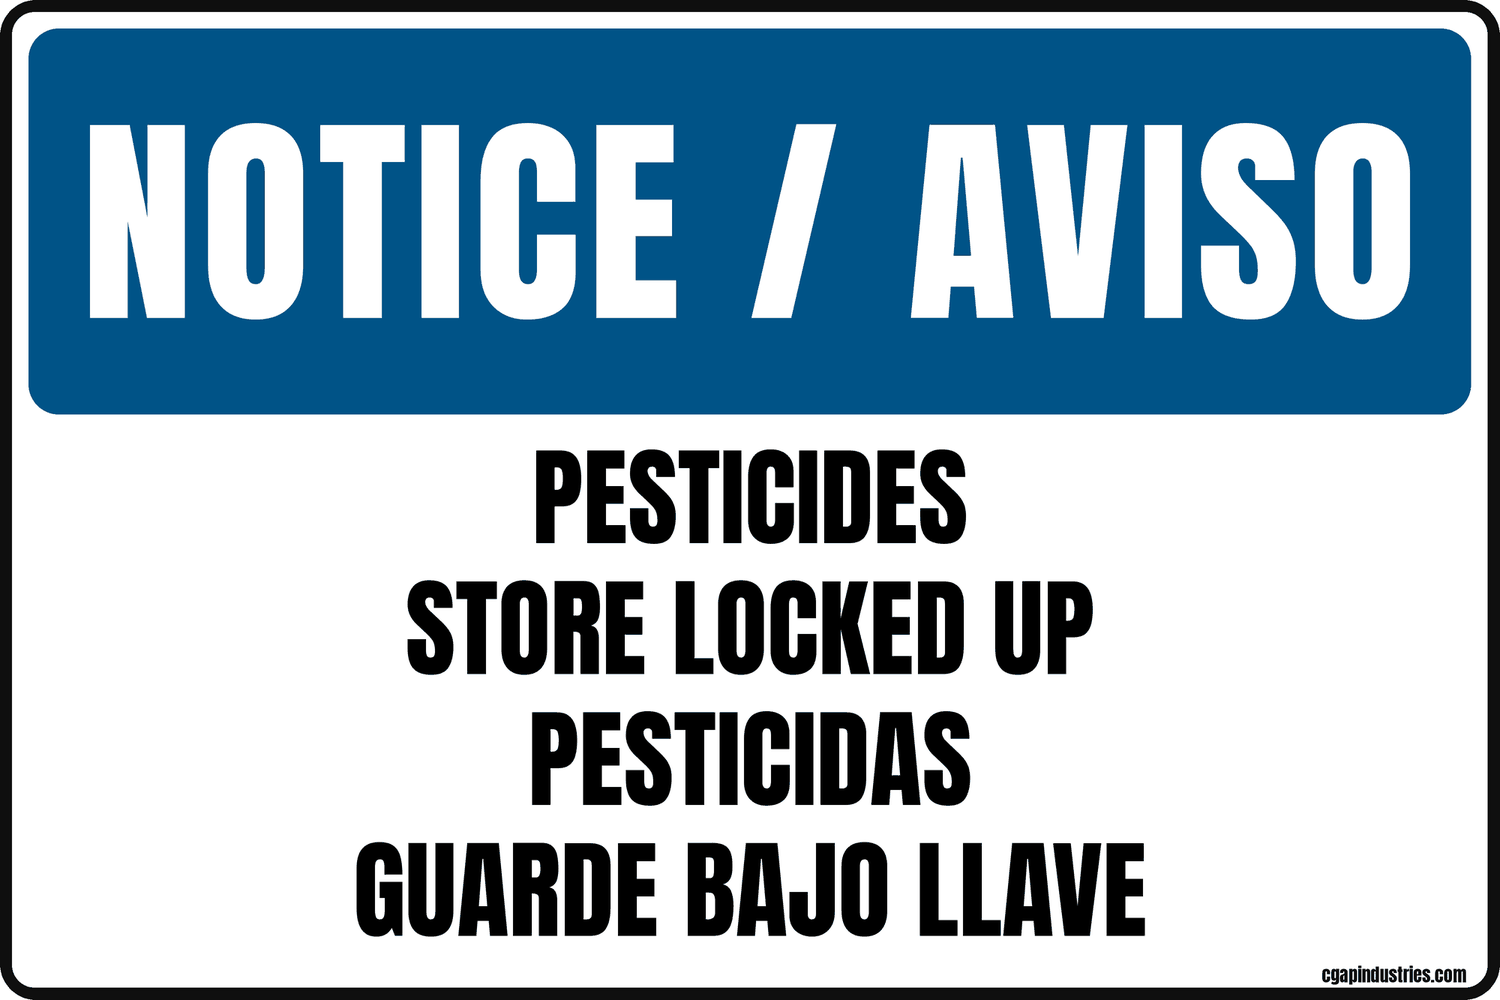 NOTICE / AVISO
PESTICIDES
STORE LOCKED UP
PESTICIDAS
GUARDE BAJO LLAVE
cgapindustries.com